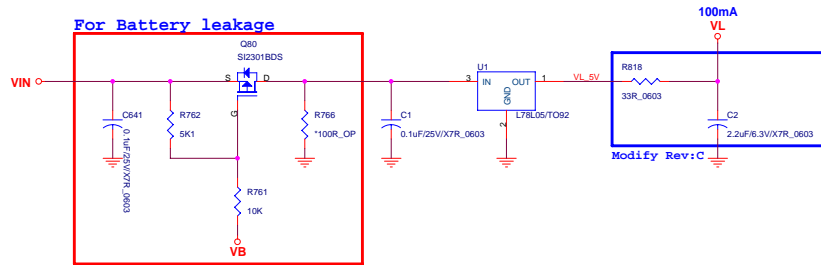 For Battery leakage
100mA
VL
Q80
SI2301BDS
VIN
S
D
G
U1
3
IN
OUT
1
GND
2
VL_5V
L78L05/TO92
R818
33R_0603
C641
0.1uF/25V/X7R_0603
R762
5K1
R766
*100R_OP
C1
0.1uF/25V/X7R_0603
C2
2.2uF/6.3V/X7R_0603
Modify Rev:C
R761
10K
VB